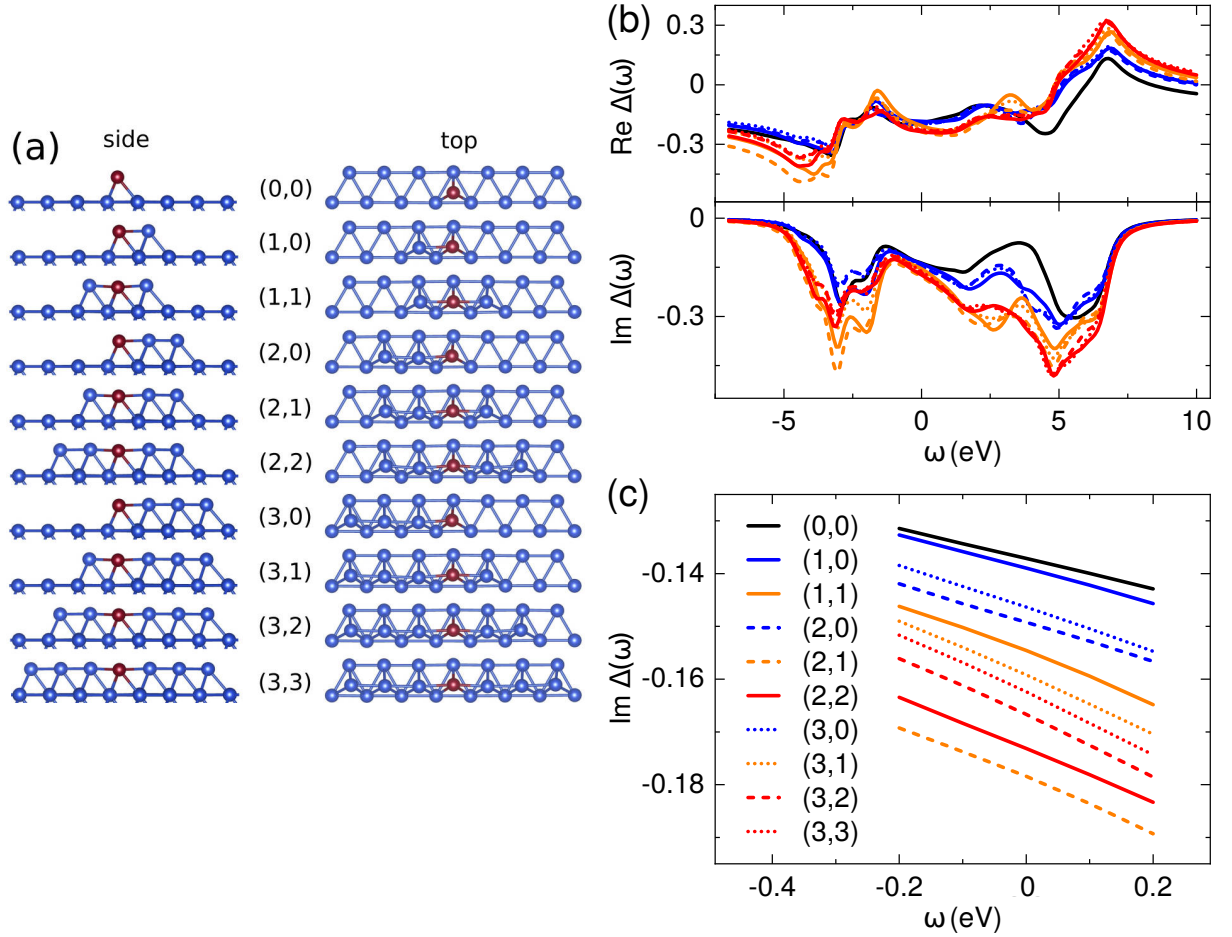 (a)
side
top
(0,0)
(1,0)
(1,1)
(2,0)
(2,1)
(2,2)
(3,0)
(3,1)
(3,2)
(3,3)
(b)
Re Δ(ω)
0.3
0
-0.3
Im Δ(ω)
0
-0.3
-5 0 5 10
ω (eV)
(c)
Im Δ(ω)
-0.14
-0.16
-0.18
(0,0)
(1,0)
(1,1)
(2,0)
(2,1)
(2,2)
(3,0)
(3,1)
(3,2)
(3,3)
-0.4 -0.2 0 0.2
ω (eV)